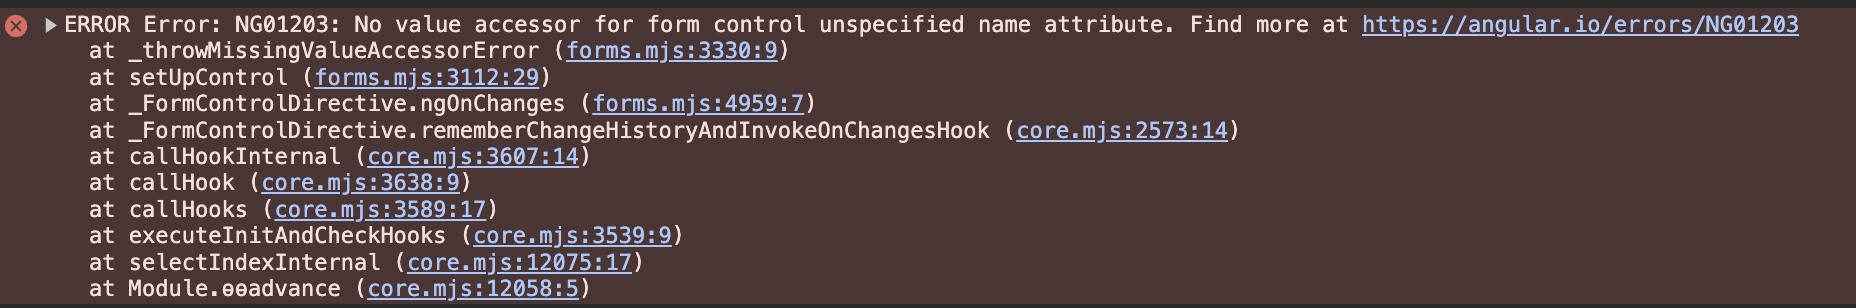 ERROR Error: NG01203: No value accessor for form control unspecified name attribute. Find more at https://angular.io/errors/NG01203
at _throwMissingValueAccessorError (forms.mjs:3330:9)
at setUpControl (forms.mjs:3112:29)
at _FormControlDirective.ngOnChanges (forms.mjs:4959:7)
at _FormControlDirective.rememberChangeHistoryAndInvokeOnChangesHook (core.mjs:2573:14)
at callHookInternal (core.mjs:3607:14)
at callHook (core.mjs:3638:9)
at callHooks (core.mjs:3589:17)
at executeInitAndCheckHooks (core.mjs:3539:9)
at selectIndexInternal (core.mjs:12075:17)
at Module.ɵɵadvance (core.mjs:12058:5)